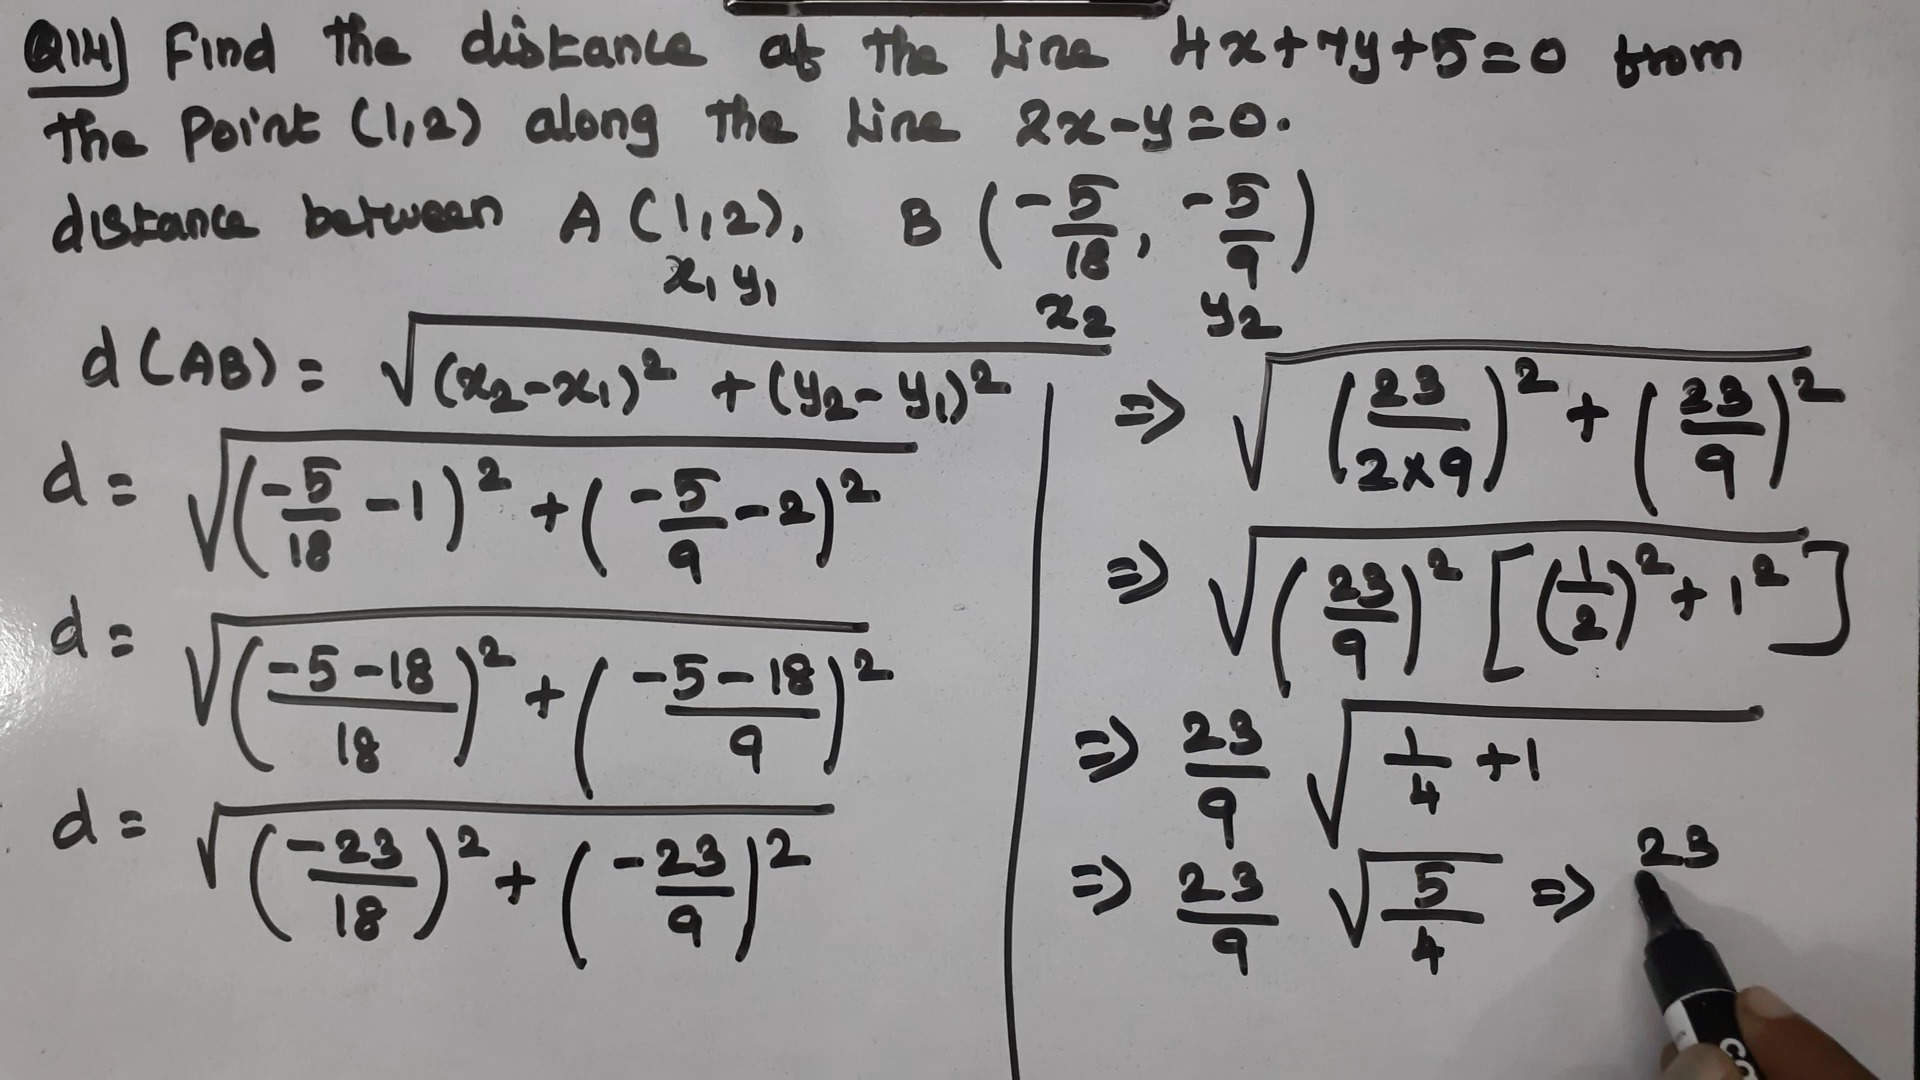 Q14) Find the distance of the line 4x+7y+5=0 from
the point (1,2) along the line 2x-y=0.
distance between A (1,2), B (-5/18, -5/9)
x₁ y₁ x₂ y₂
d(AB) = √((x₂-x₁)² + (y₂-y₁)²)
d = √((-5/18 - 1)² + (-5/9 - 2)²)
d = √(((-5-18)/18)² + ((-5-18)/9)²)
d = √((-23/18)² + (-23/9)²)
⇒ √((23/(2×9))² + (23/9)²)
⇒ √((23/9)² [(1/2)² + 1²])
⇒ 23/9 √(1/4 + 1)
⇒ 23/9 √(5/4) ⇒ 23